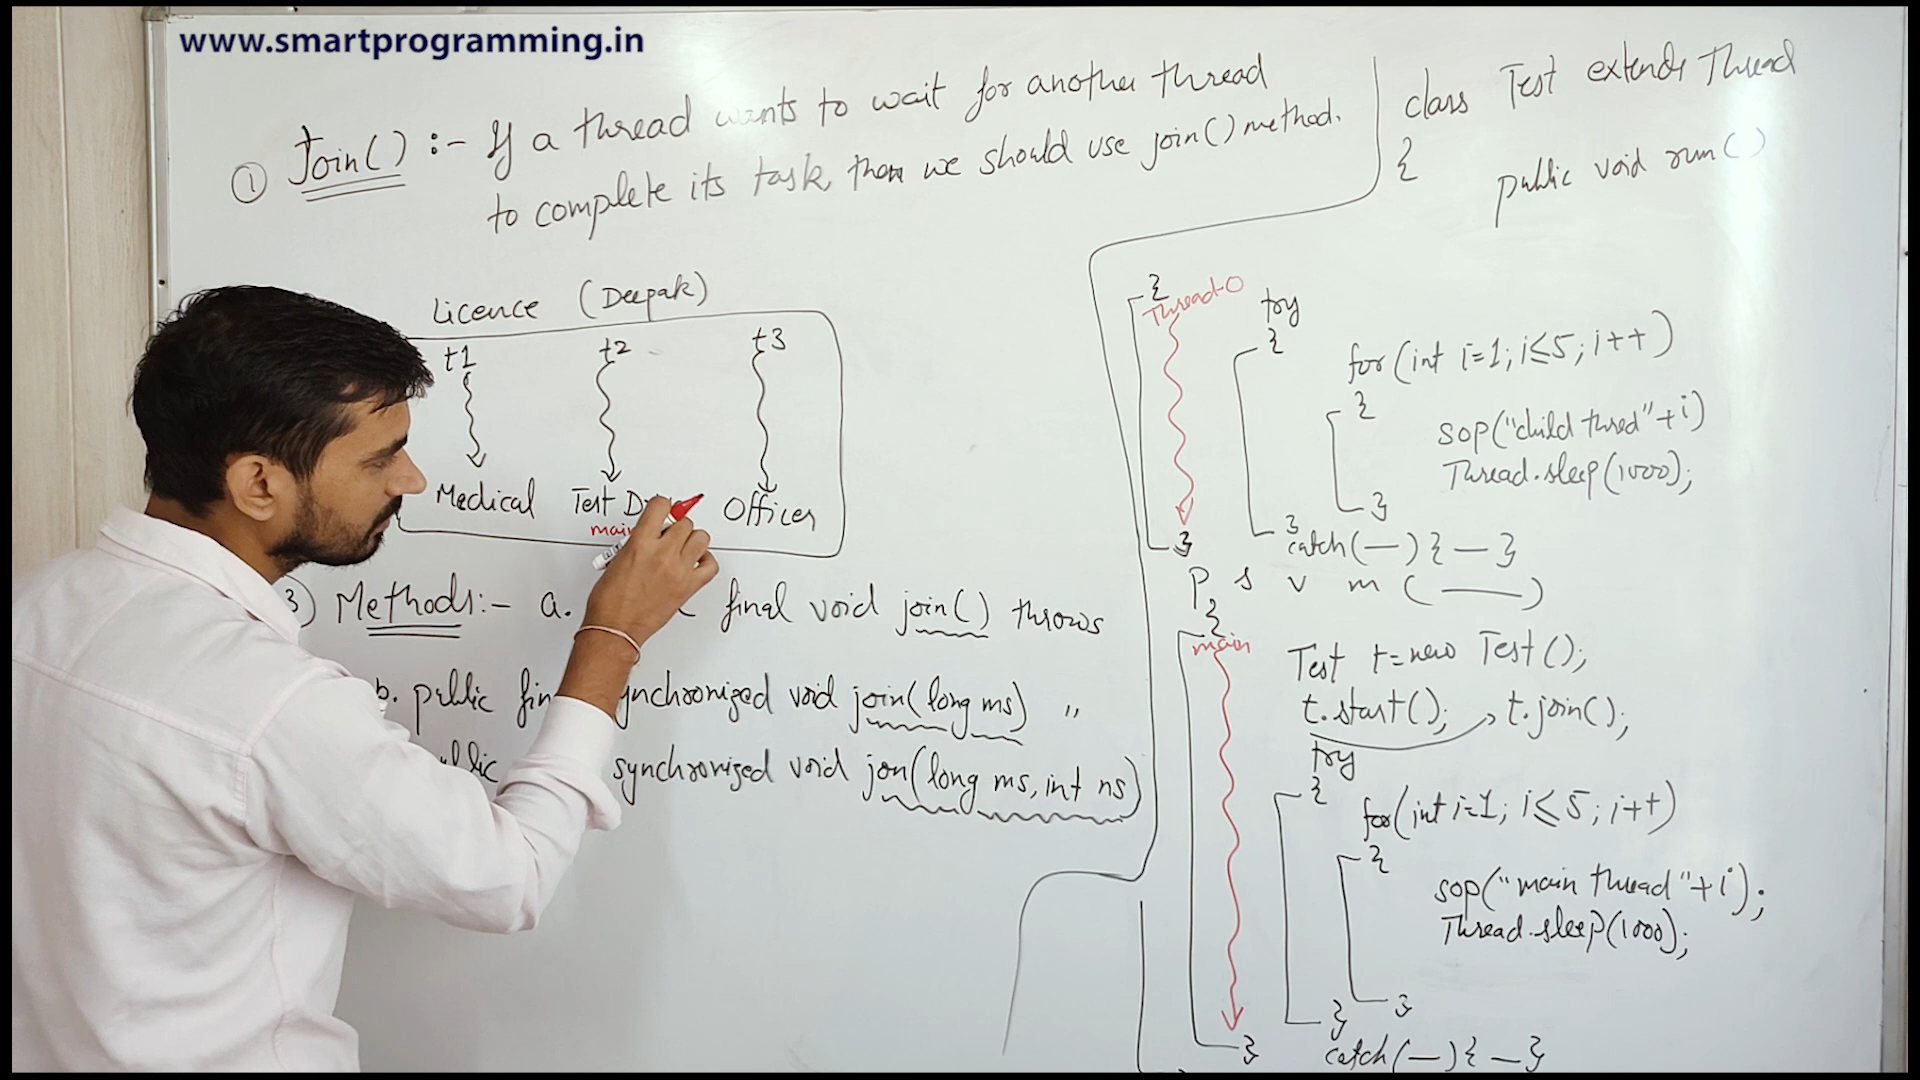 www.smartprogramming.in
① Join() :- If a thread wants to wait for another thread
to complete its task, then we should use join() method.
Licence (Deepak)
t1 t2 t3
Medical Test Officer
main
3) Methods:- a. final void join() throws
b. public synchronized void join(long ms) "
synchronized void jon(long ms, int ns)
class Test extends Thread
{
public void run()
{
Thread-0
try
{
for(int i=1; i≤5; i++)
{
sop("child thred"+i)
Thread.sleep(1000);
}
}
catch(—) { — }
}
P S V m (——)
{
main
Test t=new Test();
t.start(); t.join();
try
{
for(int i=1; i≤5; i++)
{
sop("main thread"+i);
Thread.sleep(1000);
}
}
catch(—) { — }
}